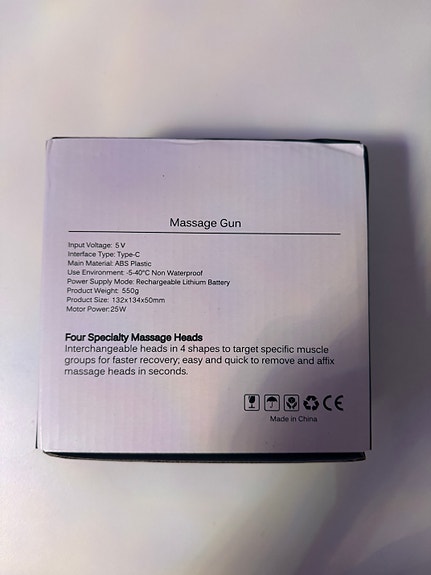 Massage Gun
Input Voltage: 5V
Interface Type: Type-C
Main Material: ABS Plastic
Use Environment: -5-40°C Non Waterproof
Power Supply Mode: Rechargeable Lithium Battery
Product Weight: 550g
Product Size: 132x134x50mm
Motor Power:25W
Four Specialty Massage Heads
Interchangeable heads in 4 shapes to target specific muscle
groups for faster recovery; easy and quick to remove and affix
massage heads in seconds.
CE
Made in China